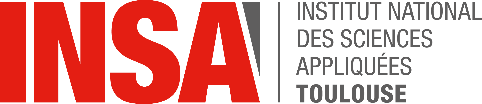 INSA
INSTITUT NATIONAL
DES SCIENCES
APPLIQUÉES
TOULOUSE